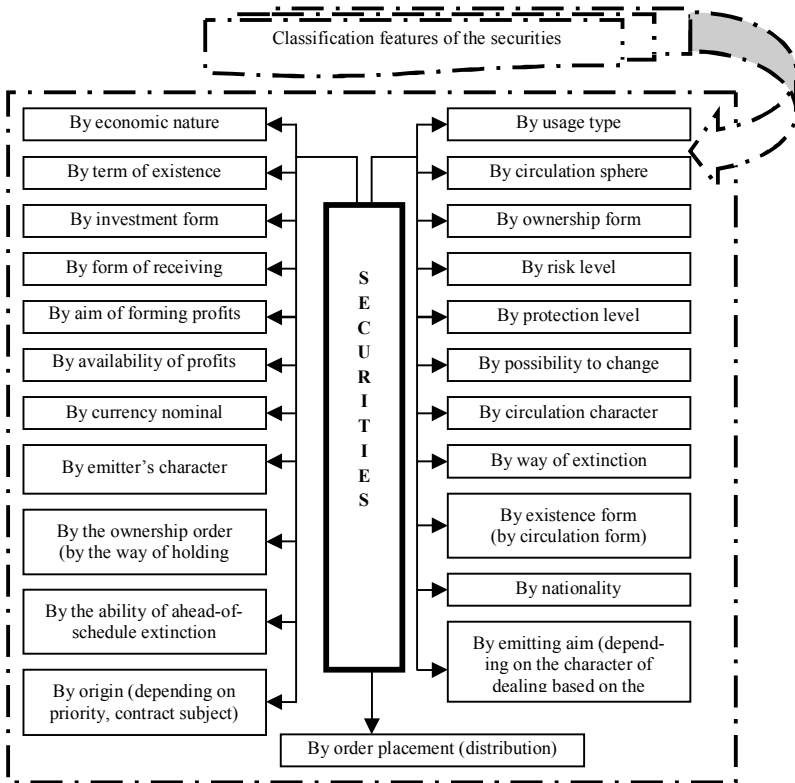 Classification features of the securities
By economic nature
By term of existence
By investment form
By form of receiving
By aim of forming profits
By availability of profits
By currency nominal
By emitter's character
By the ownership order
(by the way of holding
By the ability of ahead-of-
schedule extinction
By origin (depending on
priority, contract subject)
SECURITIES
By usage type
By circulation sphere
By ownership form
By risk level
By protection level
By possibility to change
By circulation character
By way of extinction
By existence form
(by circulation form)
By nationality
By emitting aim (depend-
ing on the character of
dealing based on the
By order placement (distribution)